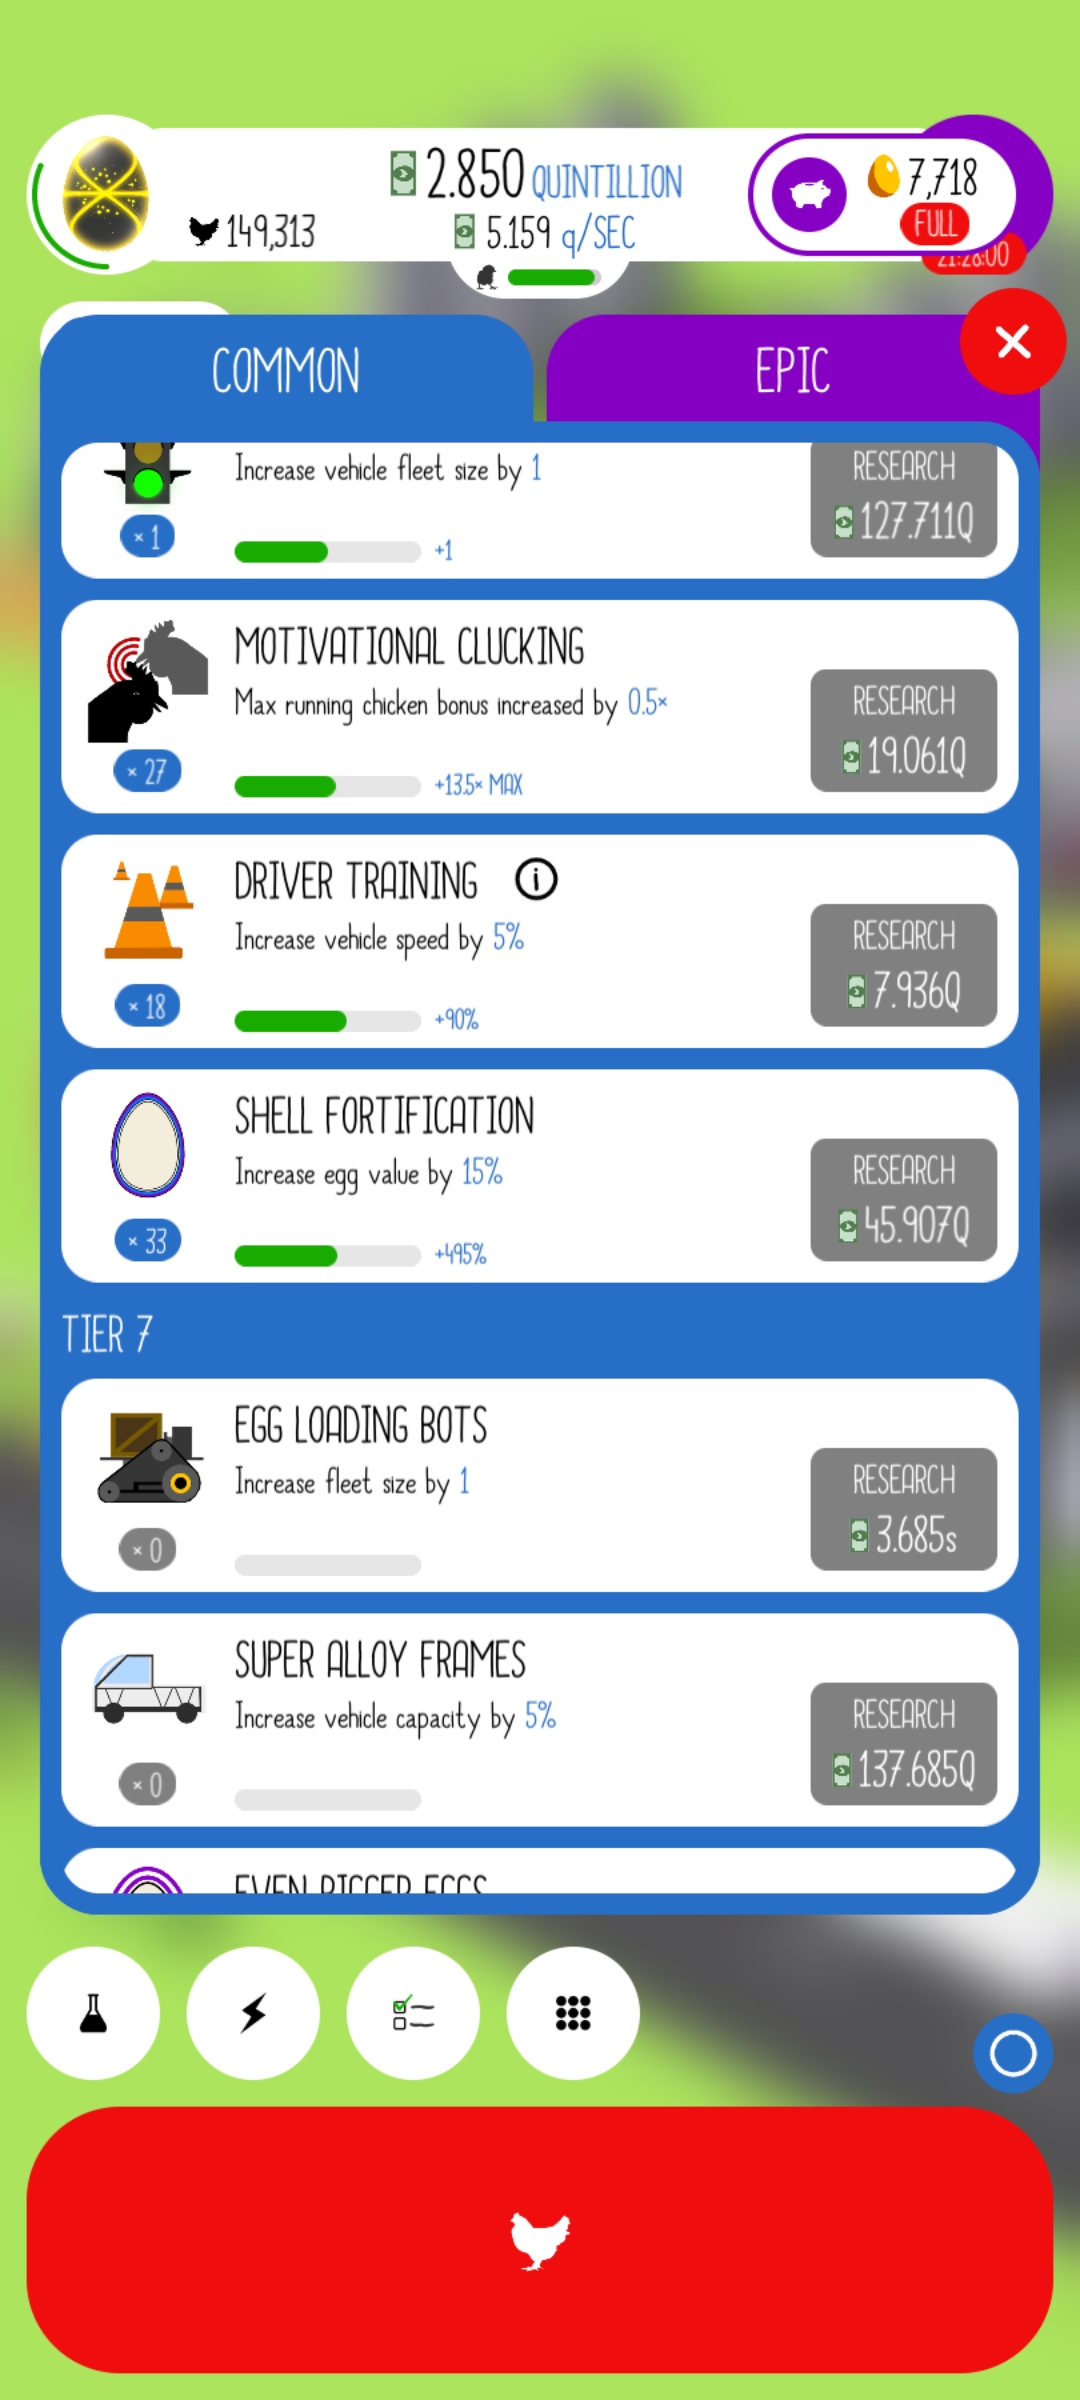 2.850 QUINTILLION
7,718
149,313
5.159 q/SEC
FULL
21:28:00
COMMON
EPIC
Increase vehicle fleet size by 1
RESEARCH
127.711Q
× 1
+1
MOTIVATIONAL CLUCKING
Max running chicken bonus increased by 0.5×
RESEARCH
19.061Q
× 27
+13.5× MAX
DRIVER TRAINING
Increase vehicle speed by 5%
RESEARCH
7.936Q
× 18
+90%
SHELL FORTIFICATION
Increase egg value by 15%
RESEARCH
45.907Q
× 33
+495%
TIER 7
EGG LOADING BOTS
Increase fleet size by 1
RESEARCH
3.685s
× 0
SUPER ALLOY FRAMES
Increase vehicle capacity by 5%
RESEARCH
137.685Q
× 0
EVEN BIGGER EGGS